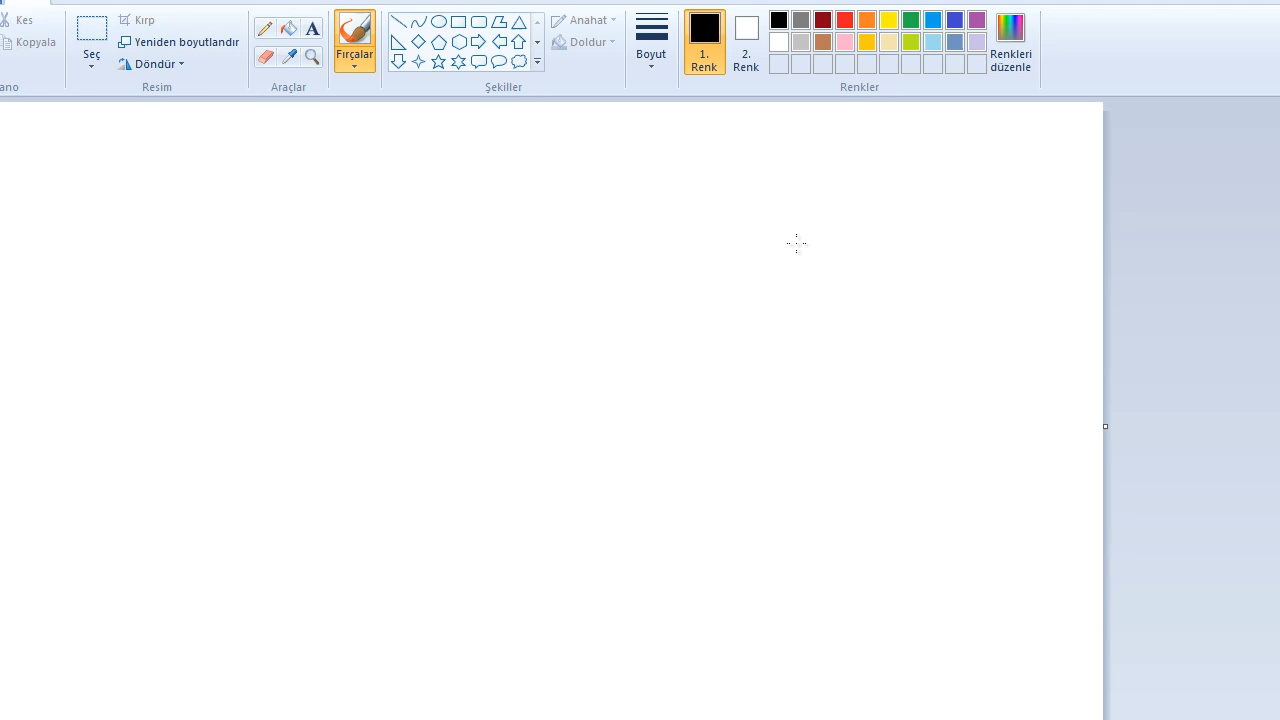 Kes
Kopyala
ano
Seç
Kırp
Yeniden boyutlandır
Döndür
Resim
A
Araçlar
Fırçalar
Anahat
Doldur
Şekiller
Boyut
1.
Renk
2.
Renk
Renkleri
düzenle
Renkler